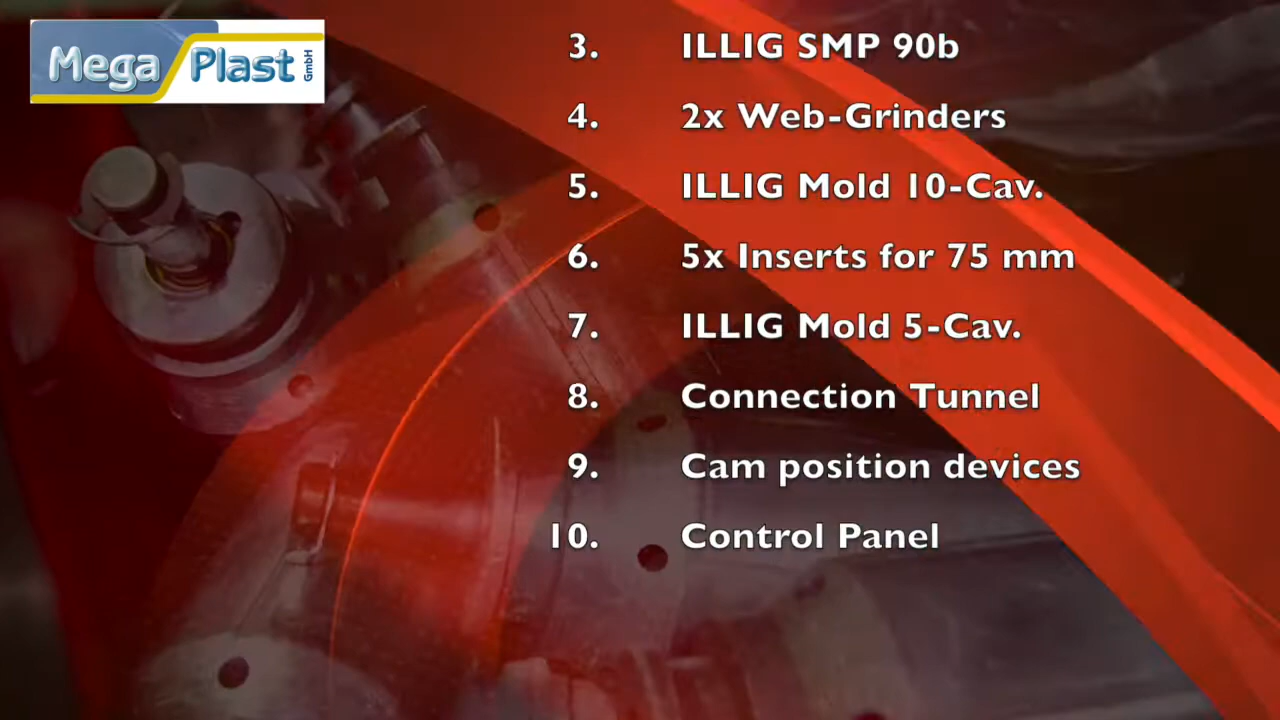 Mega Plast GmbH
3. ILLIG SMP 90b
4. 2x Web-Grinders
5. ILLIG Mold 10-Cav.
6. 5x Inserts for 75 mm
7. ILLIG Mold 5-Cav.
8. Connection Tunnel
9. Cam position devices
10. Control Panel